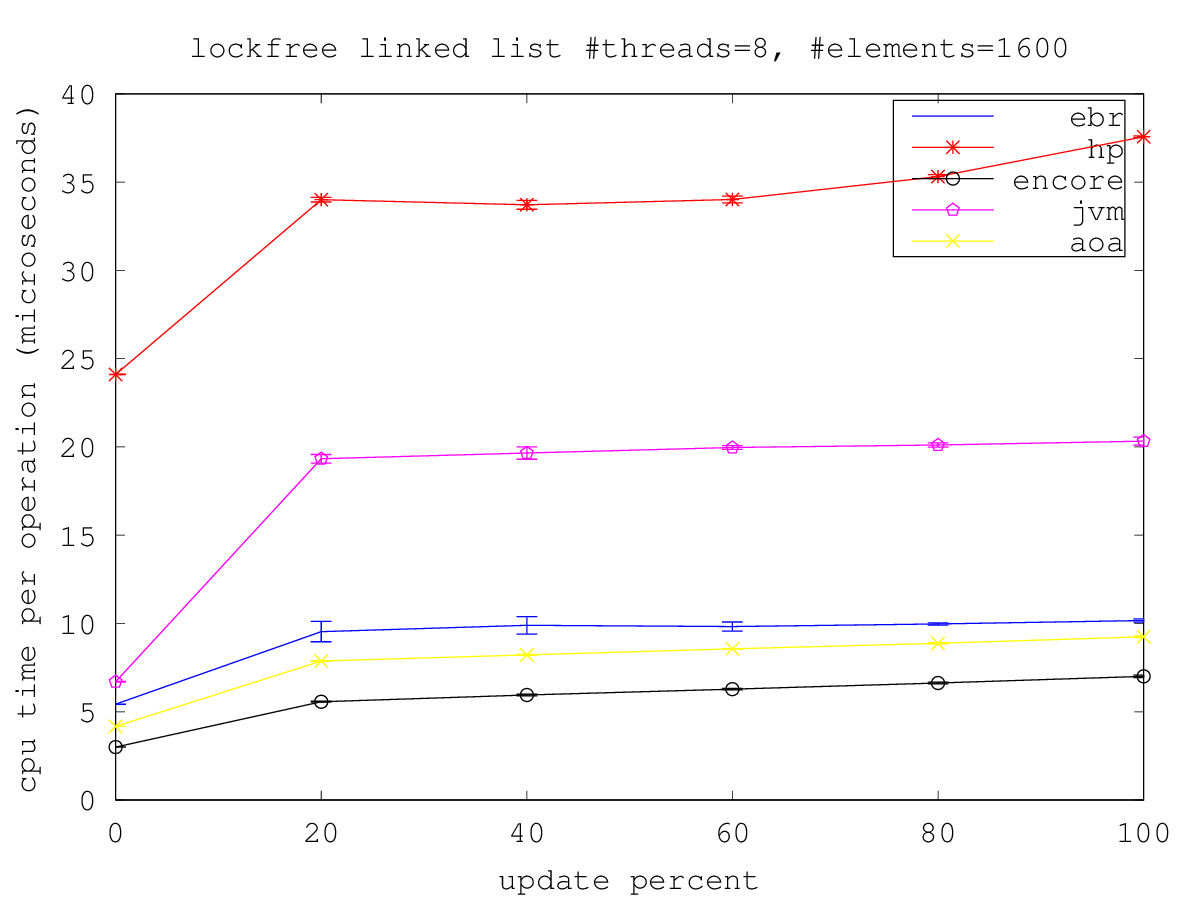 lockfree linked list #threads=8, #elements=1600
cpu time per operation (microseconds)
40
35
30
25
20
15
10
5
0
ebr
hp
encore
jvm
aoa
0 20 40 60 80 100
update percent